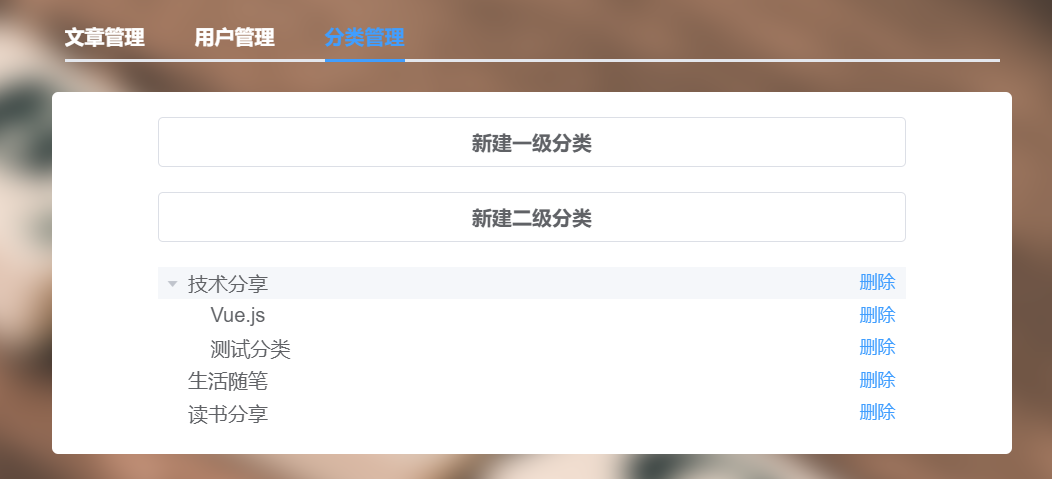 文章管理 用户管理 分类管理
新建一级分类
新建二级分类
技术分享 删除
Vue.js 删除
测试分类 删除
生活随笔 删除
读书分享 删除